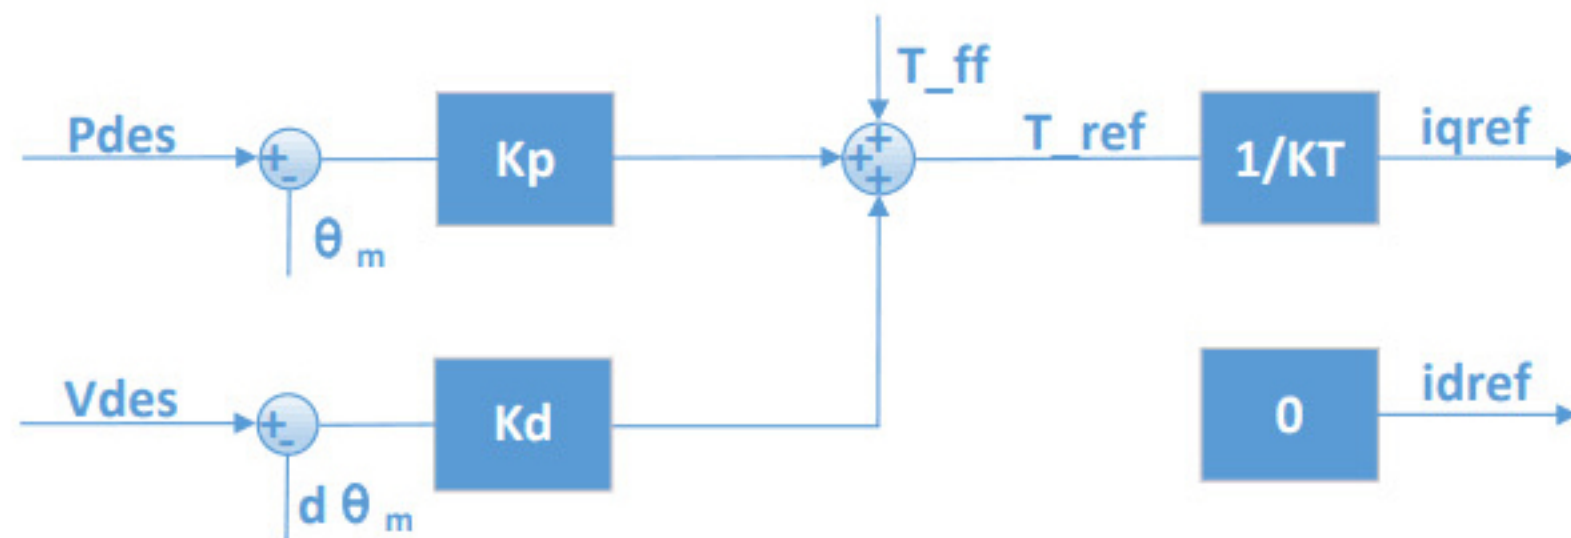 T_ff
Pdes
+
-
Kp
+
+
+
T_ref
1/KT
iqref
θ m
Vdes
+
-
Kd
0
idref
d θ m